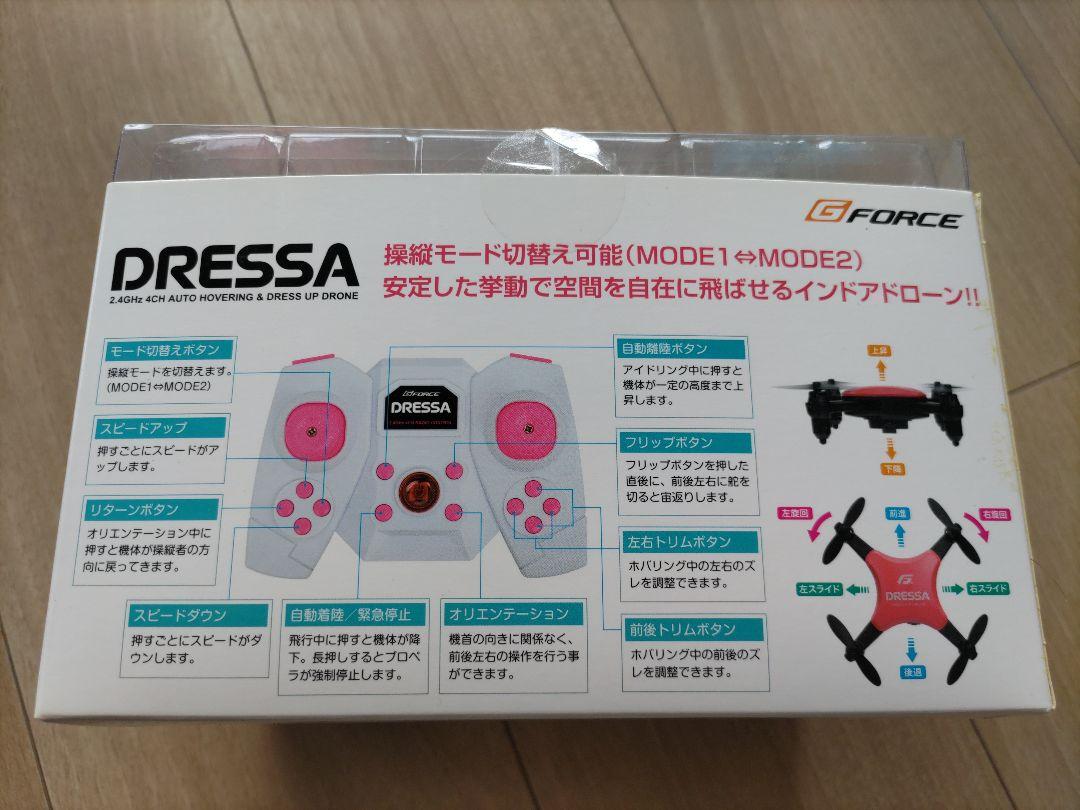 G FORCE
DRESSA
2.4GHz 4CH AUTO HOVERING & DRESS UP DRONE
操縦モード切替え可能(MODE1⇔MODE2)
安定した挙動で空間を自在に飛ばせるインドアドローン!!
モード切替えボタン
操縦モードを切替えます。
(MODE1⇔MODE2)
スピードアップ
押すごとにスピードがア
ップします。
リターンボタン
オリエンテーション中に
押すと機体が操縦者の方
向に戻ってきます。
スピードダウン
押すごとにスピードがダ
ウンします。
自動着陸/緊急停止
飛行中に押すと機体が降
下。長押しするとプロペ
ラが強制停止します。
オリエンテーション
機首の向きに関係なく、
前後左右の操作を行う事
ができます。
G FORCE
DRESSA
自動離陸ボタン
アイドリング中に押すと
機体が一定の高度まで上
昇します。
フリップボタン
フリップボタンを押した
直後に、前後左右に舵を
切ると宙返りします。
左右トリムボタン
ホバリング中の左右のズ
レを調整できます。
前後トリムボタン
ホバリング中の前後のズ
レを調整できます。
上昇
下降
左旋回
前進
右旋回
左スライド
DRESSA
右スライド
後退